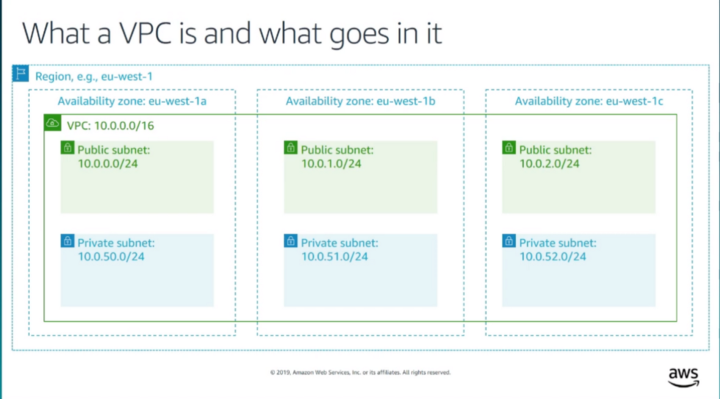 What a VPC is and what goes in it
Region, e.g., eu-west-1
Availability zone: eu-west-1a
Availability zone: eu-west-1b
Availability zone: eu-west-1c
VPC: 10.0.0.0/16
Public subnet:
10.0.0.0/24
Public subnet:
10.0.1.0/24
Public subnet:
10.0.2.0/24
Private subnet:
10.0.50.0/24
Private subnet:
10.0.51.0/24
Private subnet:
10.0.52.0/24
© 2019, Amazon Web Services, Inc. or its affiliates. All rights reserved.
aws